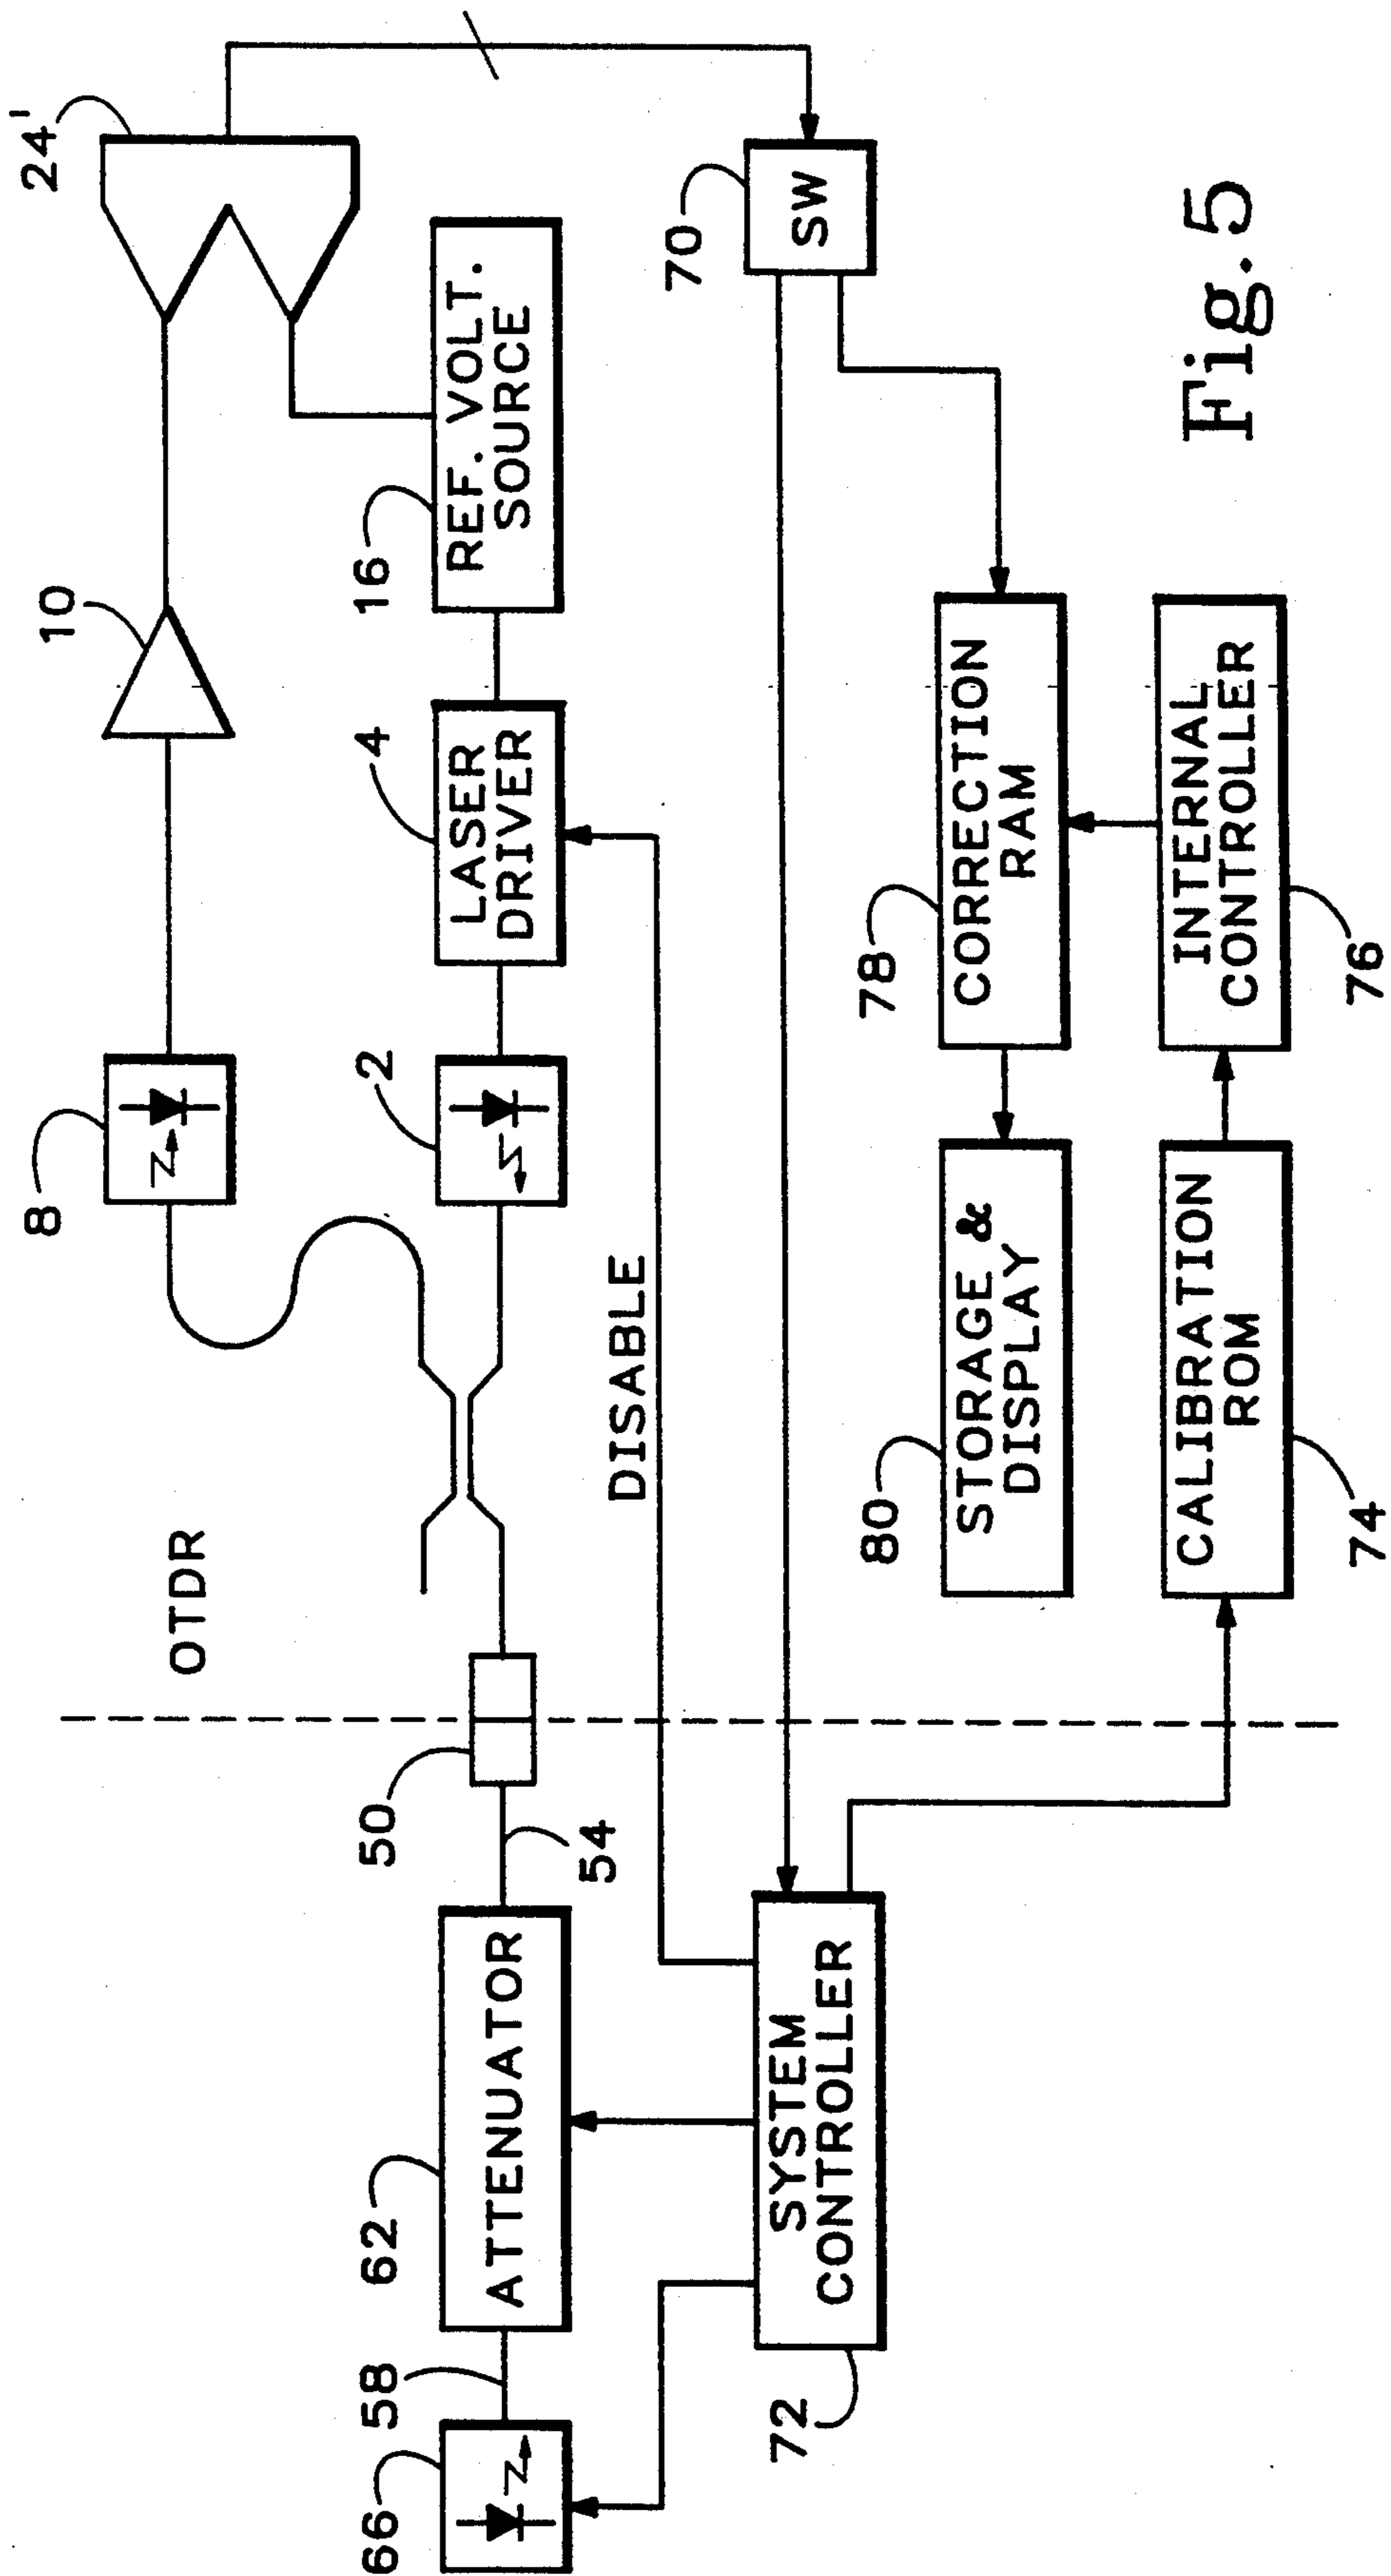 OTDR
8
10
24'
2
4
LASER
DRIVER
16
REF. VOLT.
SOURCE
66
58
62
ATTENUATOR
50
54
DISABLE
70
SW
72
SYSTEM
CONTROLLER
80
STORAGE &
DISPLAY
78
CORRECTION
RAM
CALIBRATION
ROM
74
INTERNAL
CONTROLLER
76
Fig. 5